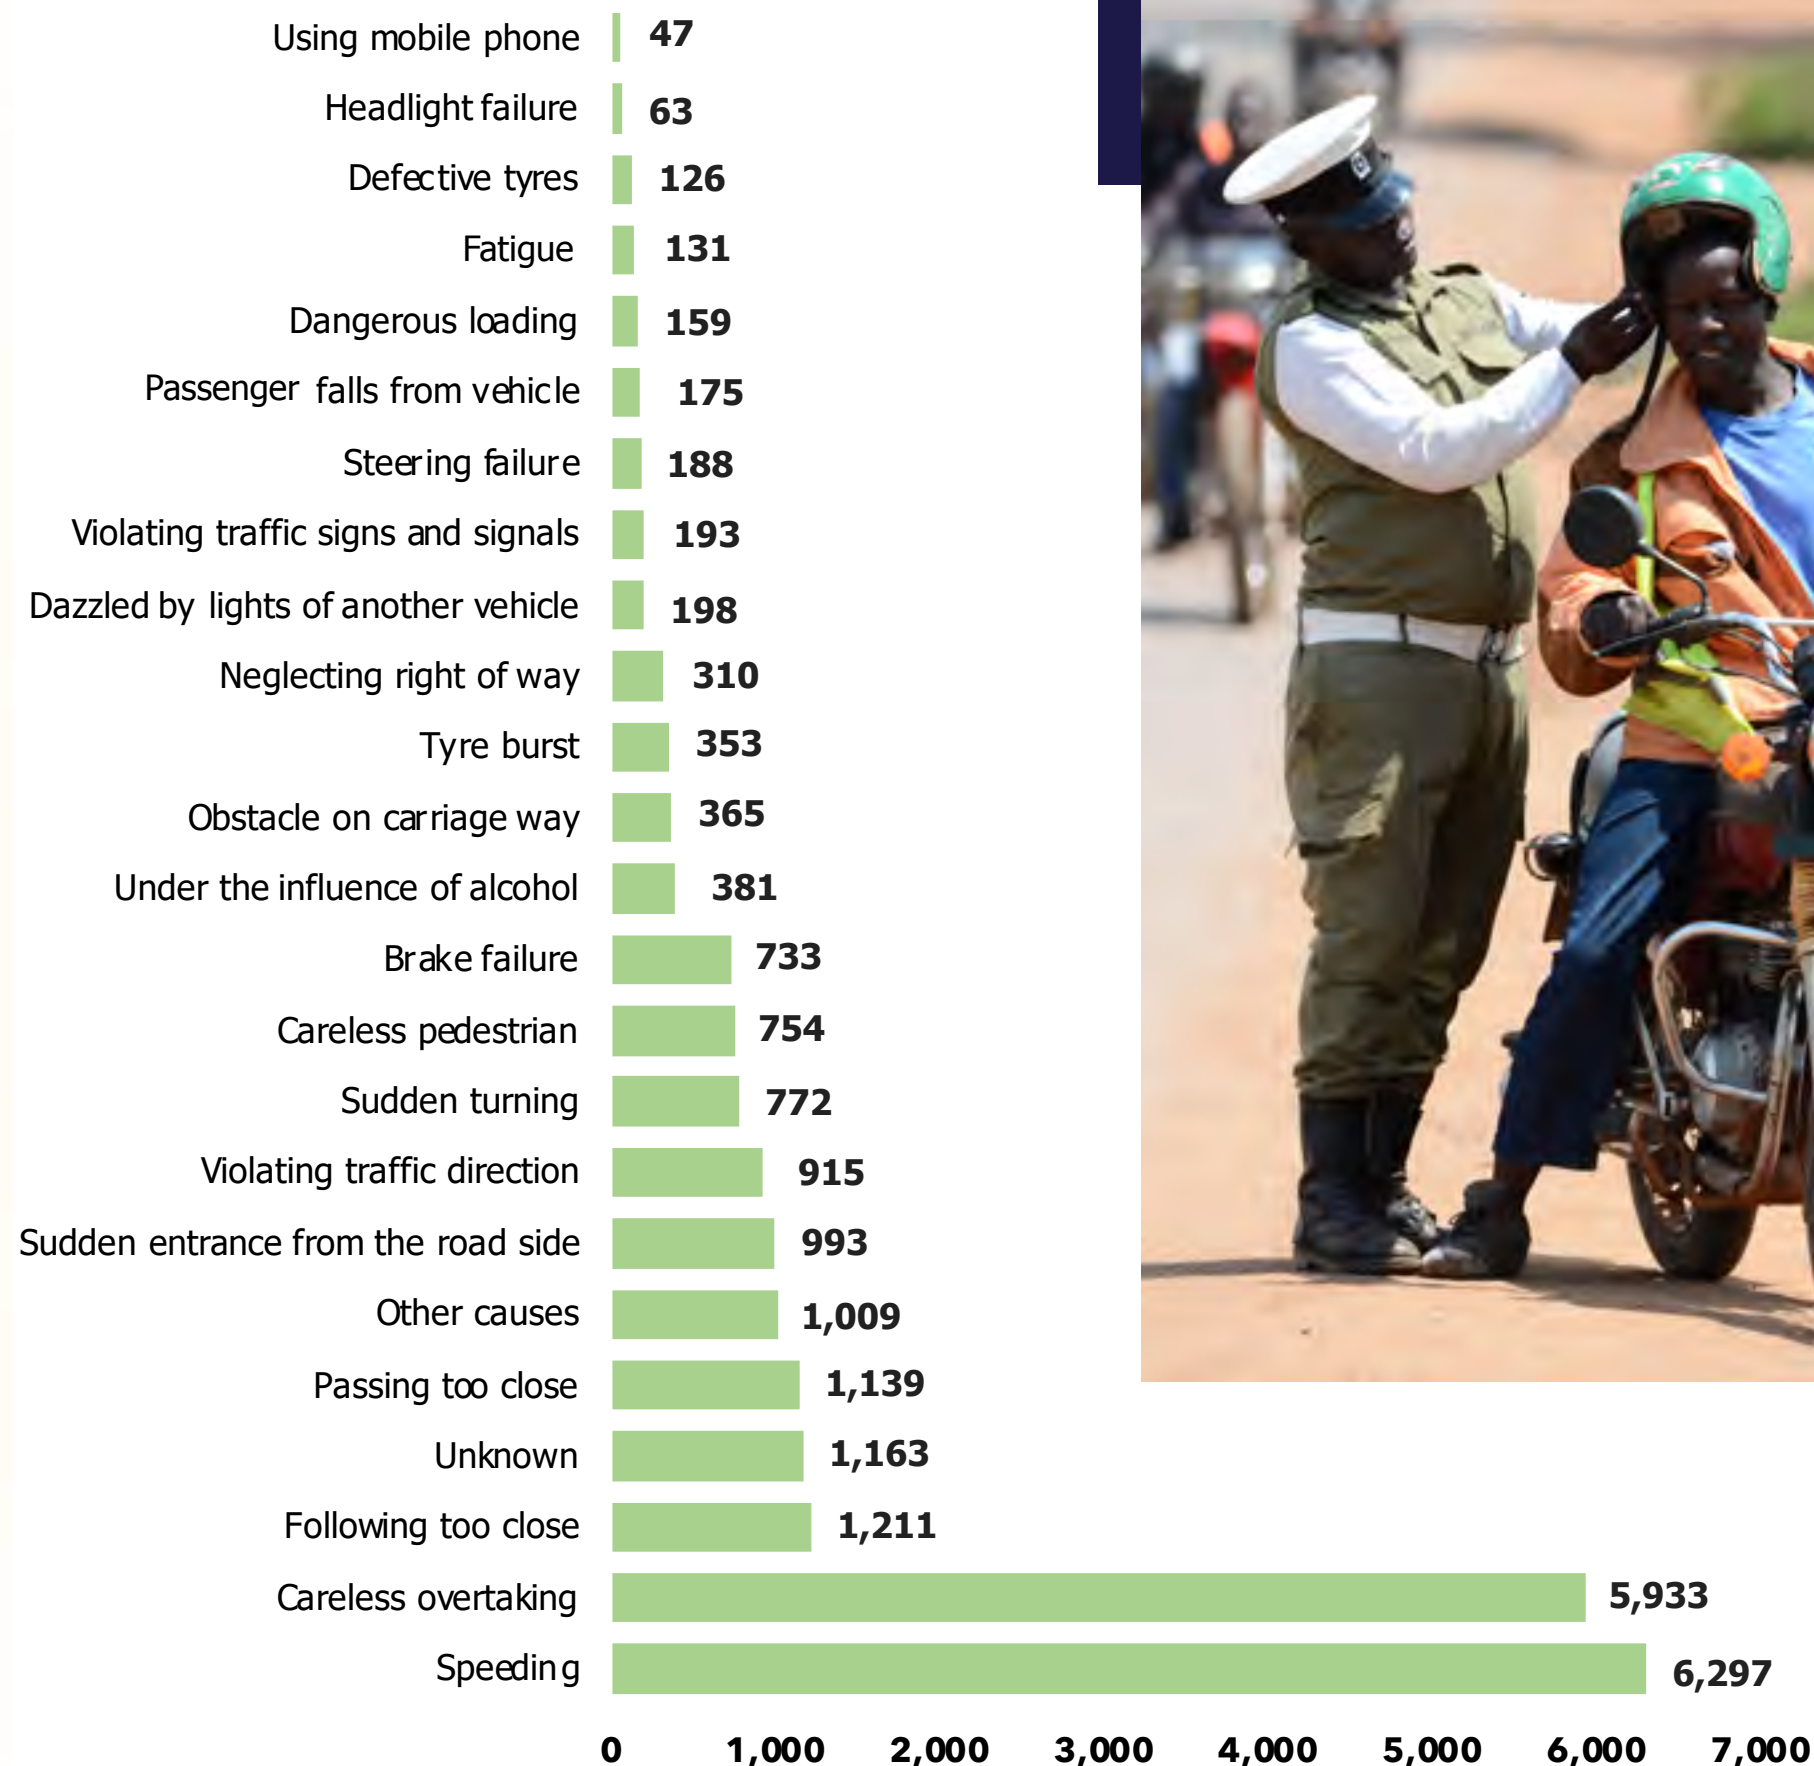 Using mobile phone 47
Headlight failure 63
Defective tyres 126
Fatigue 131
Dangerous loading 159
Passenger falls from vehicle 175
Steering failure 188
Violating traffic signs and signals 193
Dazzled by lights of another vehicle 198
Neglecting right of way 310
Tyre burst 353
Obstacle on carriage way 365
Under the influence of alcohol 381
Brake failure 733
Careless pedestrian 754
Sudden turning 772
Violating traffic direction 915
Sudden entrance from the road side 993
Other causes 1,009
Passing too close 1,139
Unknown 1,163
Following too close 1,211
Careless overtaking 5,933
Speeding 6,297
0 1,000 2,000 3,000 4,000 5,000 6,000 7,000